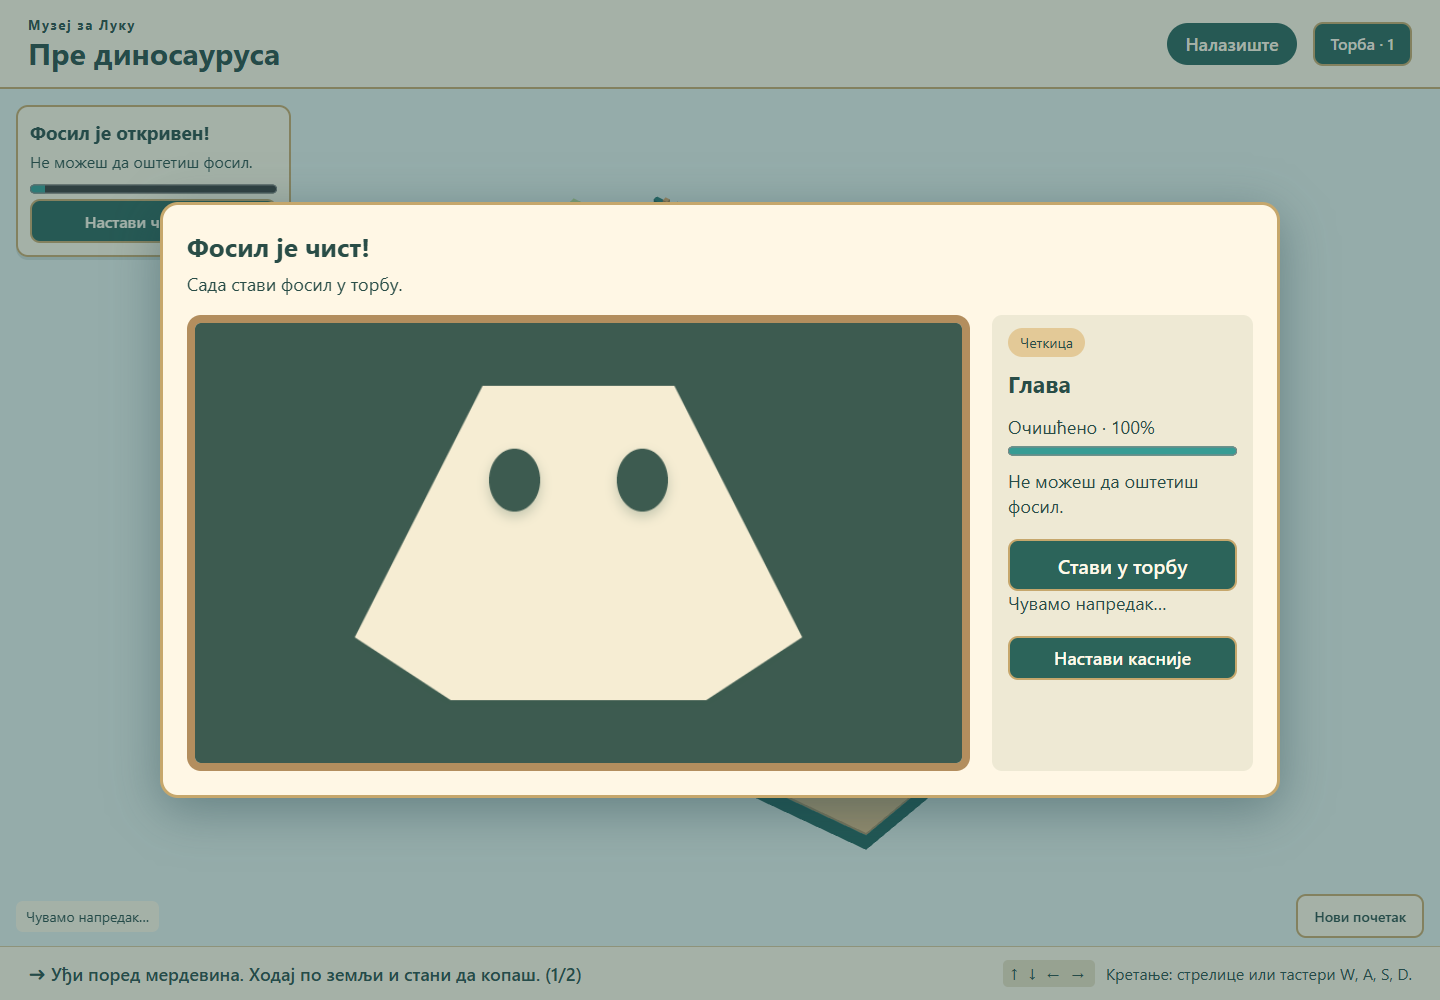 Музеј за Луку
Пре диносауруса
Налазиште
Торба · 1
Фосил је откривен!
Не можеш да оштетиш фосил.
Настави ч
Фосил је чист!
Сада стави фосил у торбу.
Четкица
Глава
Очишћено · 100%
Не можеш да оштетиш
фосил.
Стави у торбу
Чувамо напредак...
Настави касније
Чувамо напредак...
Нови почетак
→ Уђи поред мердевина. Ходај по земљи и стани да копаш. (1/2)
↑ ↓ ← → Кретање: стрелице или тастери W, A, S, D.